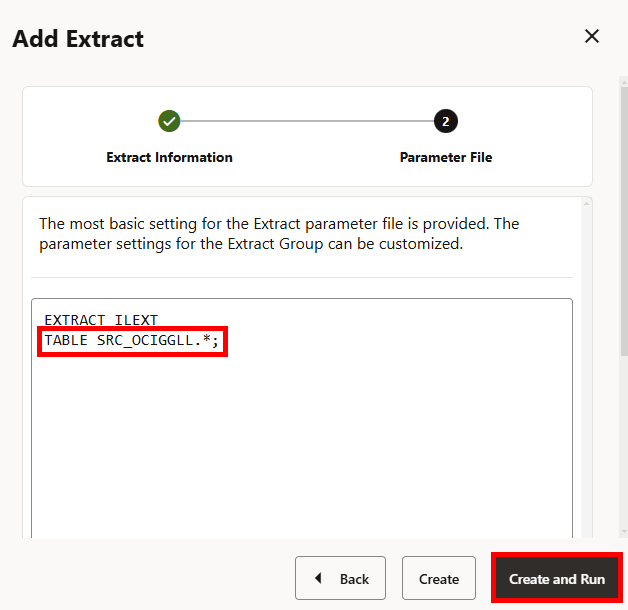 Add Extract
2
Extract Information
Parameter File
The most basic setting for the Extract parameter file is provided. The
parameter settings for the Extract Group can be customized.
EXTRACT ILEXT
TABLE SRC_OCIGGLL.*;
Back
Create
Create and Run